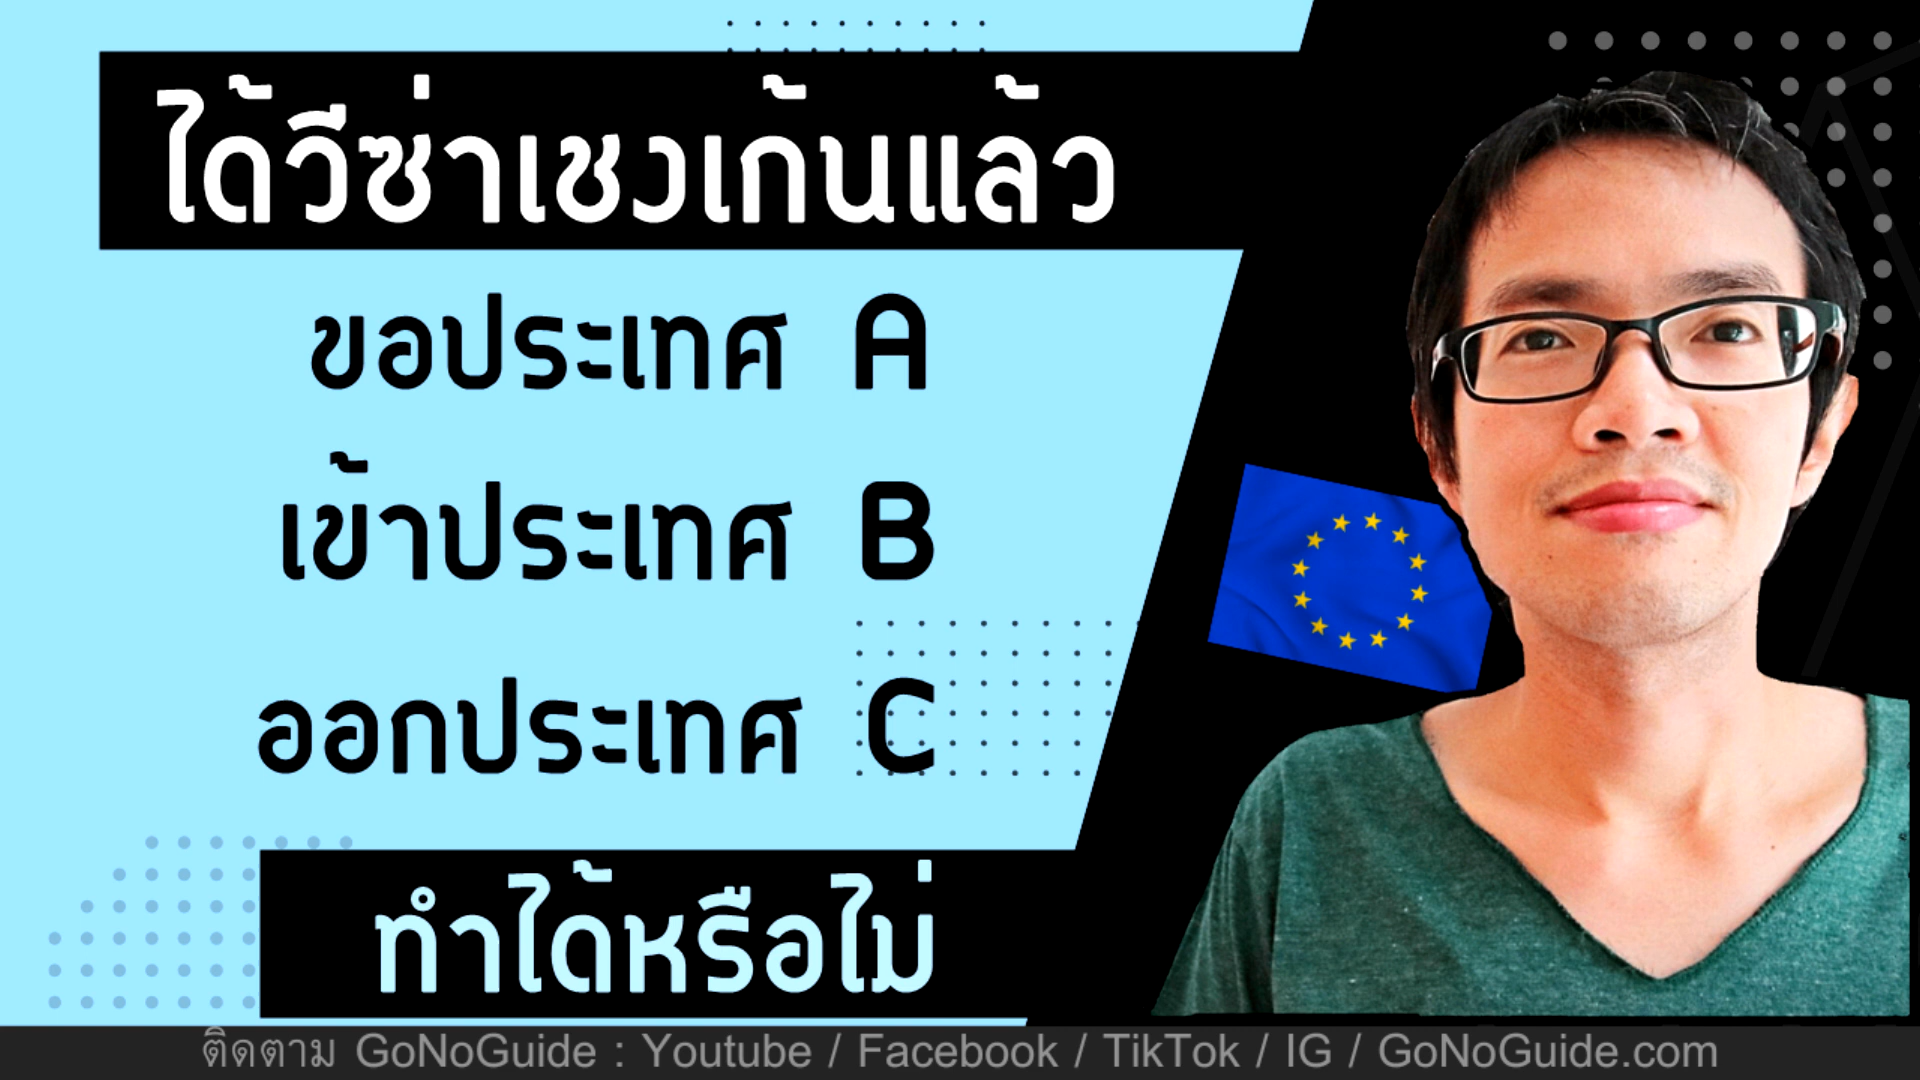 ได้วีซ่าเชงเก้นแล้ว
ขอประเทศ A
เข้าประเทศ B
ออกประเทศ C
ทำได้หรือไม่
ติดตาม GoNoGuide : Youtube / Facebook / TikTok / IG / GoNoGuide.com